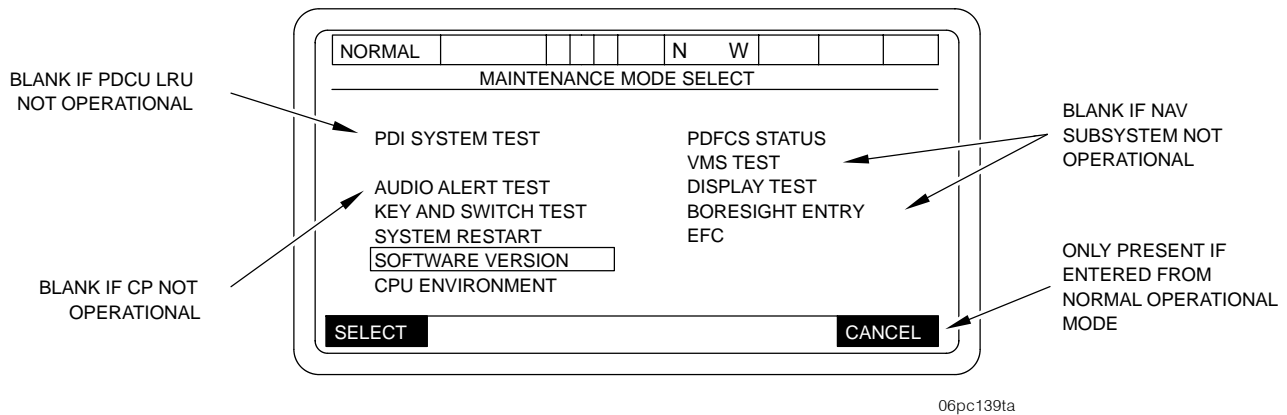 NORMAL N W
MAINTENANCE MODE SELECT
BLANK IF PDCU LRU
NOT OPERATIONAL
PDI SYSTEM TEST
AUDIO ALERT TEST
KEY AND SWITCH TEST
SYSTEM RESTART
SOFTWARE VERSION
CPU ENVIRONMENT
PDFCS STATUS
VMS TEST
DISPLAY TEST
BORESIGHT ENTRY
EFC
BLANK IF NAV
SUBSYSTEM NOT
OPERATIONAL
BLANK IF CP NOT
OPERATIONAL
ONLY PRESENT IF
ENTERED FROM
NORMAL OPERATIONAL
MODE
SELECT CANCEL
06pc139ta